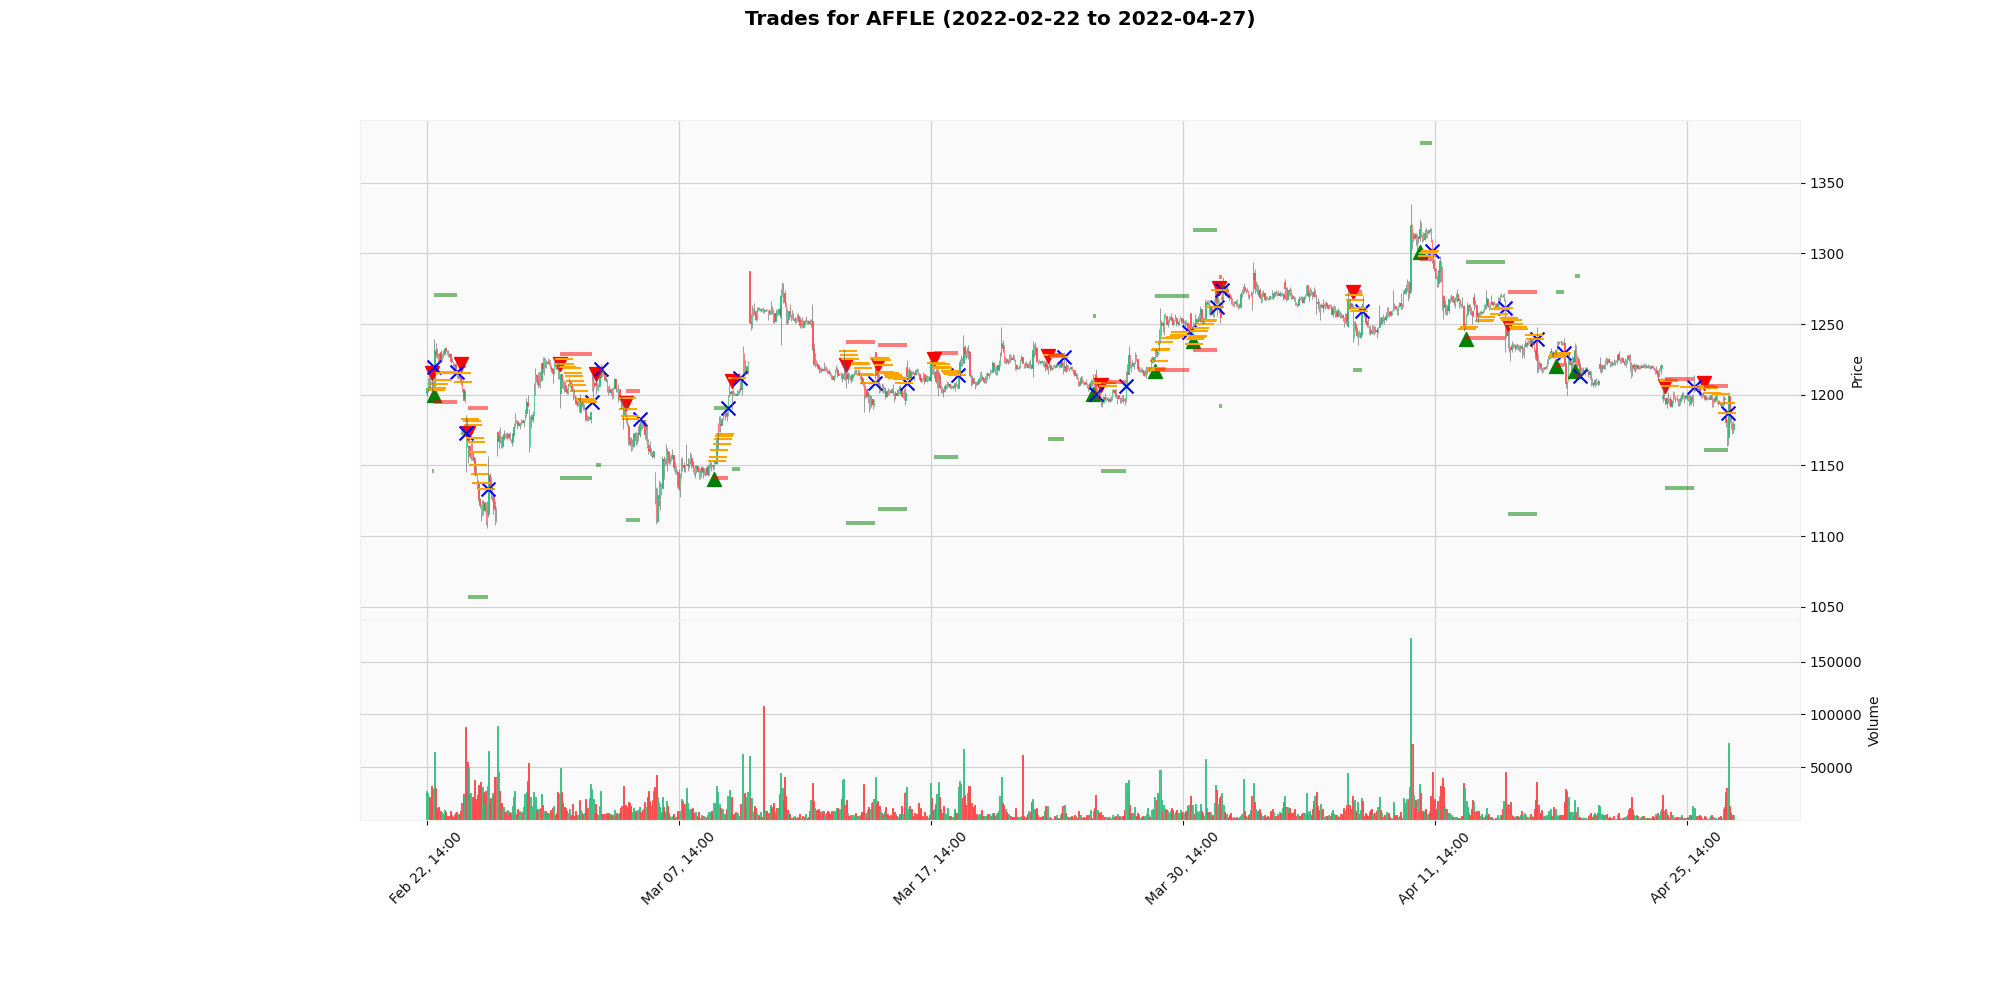 Trades for AFFLE (2022-02-22 to 2022-04-27)
1350
1300
1250
1200
1150
1100
1050
Price
150000
100000
50000
Volume
Feb 22, 14:00
Mar 07, 14:00
Mar 17, 14:00
Mar 30, 14:00
Apr 11, 14:00
Apr 25, 14:00